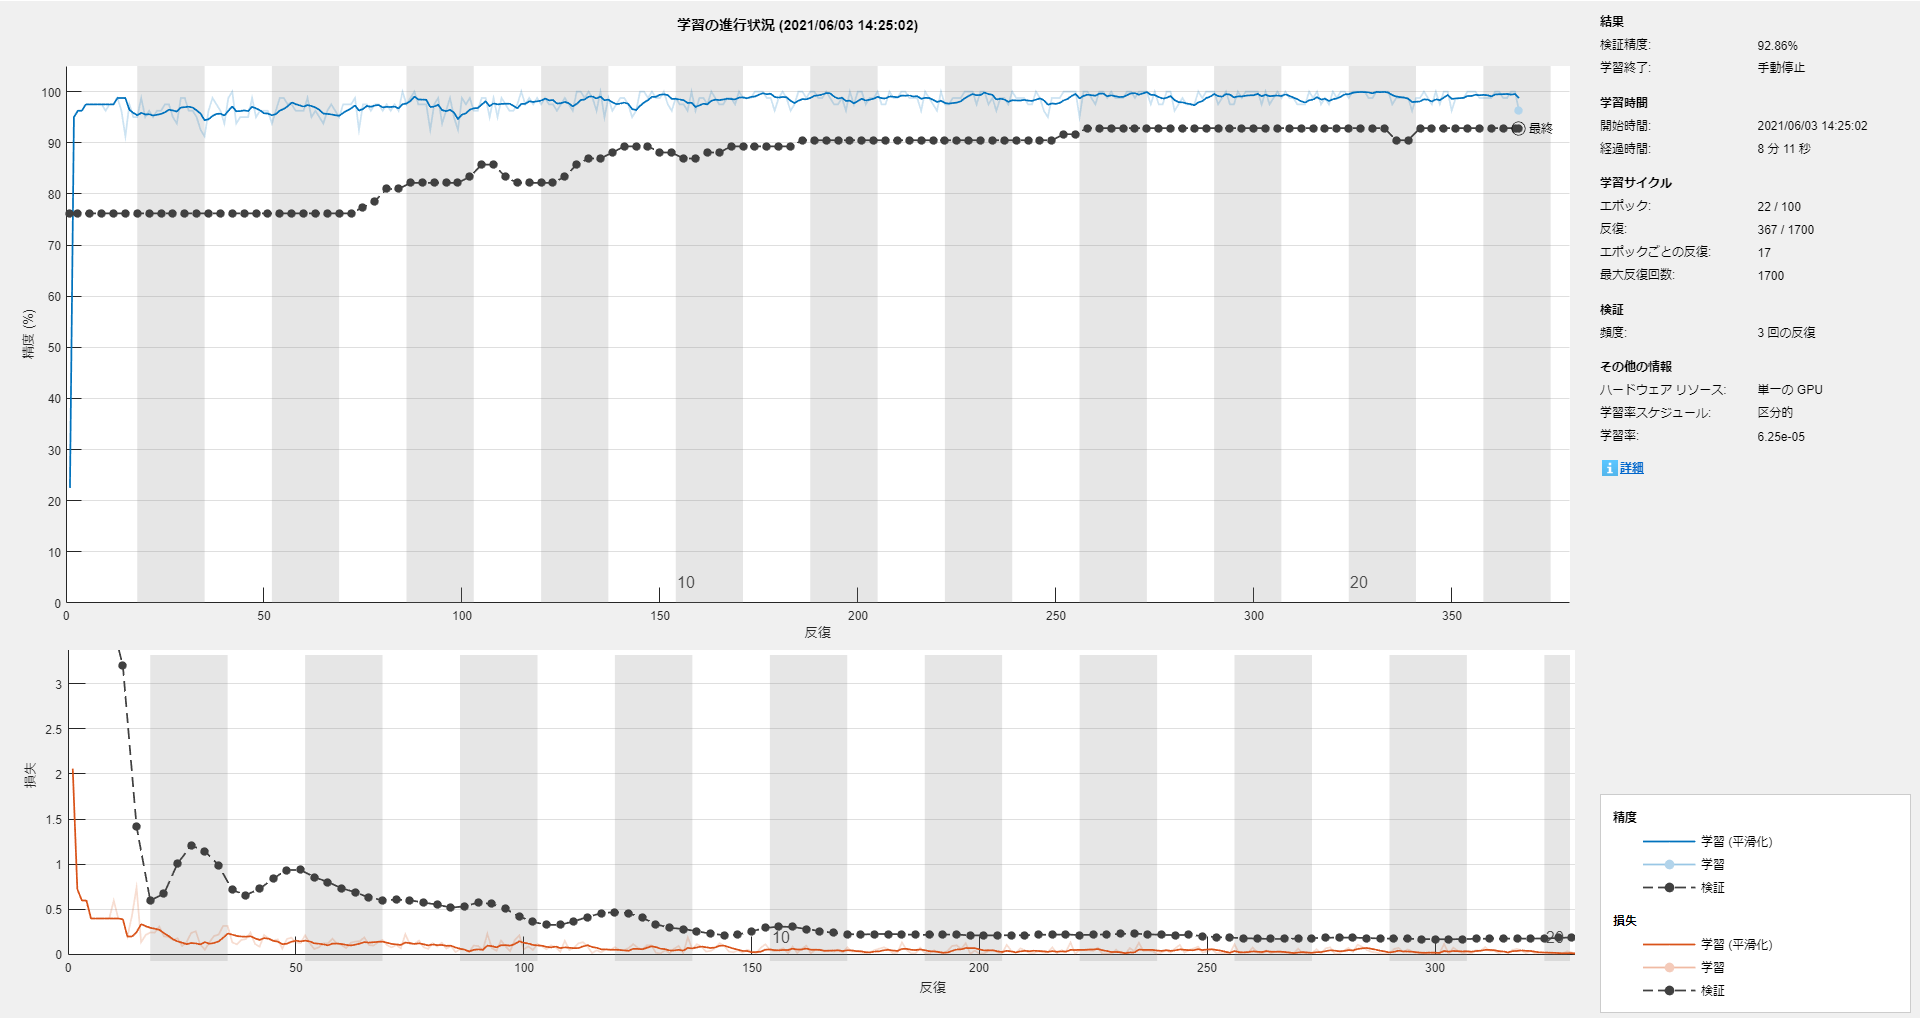 学習の進行状況 (2021/06/03 14:25:02)
100
90
80
70
60
50
40
30
20
10
0
精度 (%)
最終
10
20
0
50
100
150
200
250
300
350
反復
3
2.5
2
1.5
1
0.5
0
損失
10
20
0
50
100
150
200
250
300
反復
結果
検証精度: 92.86%
学習終了: 手動停止
学習時間
開始時間: 2021/06/03 14:25:02
経過時間: 8 分 11 秒
学習サイクル
エポック: 22 / 100
反復: 367 / 1700
エポックごとの反復: 17
最大反復回数: 1700
検証
頻度: 3 回の反復
その他の情報
ハードウェア リソース: 単一の GPU
学習率スケジュール: 区分的
学習率: 6.25e-05
i 詳細
精度
学習 (平滑化)
学習
検証
損失
学習 (平滑化)
学習
検証